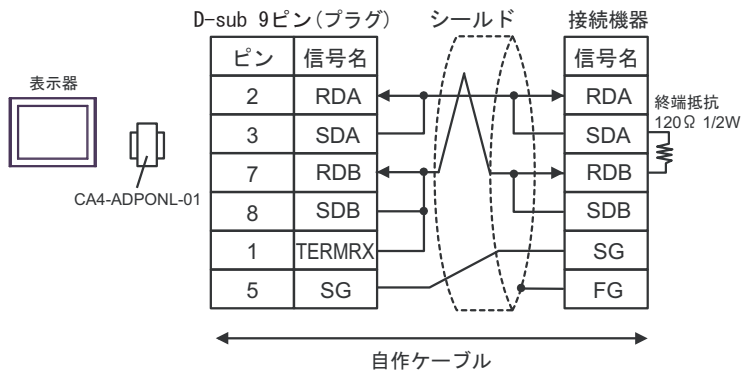 D-sub 9ピン(プラグ)
シールド
接続機器
ピン 信号名
信号名
表示器
CA4-ADPONL-01
2 RDA
RDA
3 SDA
SDA
7 RDB
RDB
8 SDB
SDB
1 TERMRX
SG
5 SG
FG
終端抵抗
120Ω 1/2W
自作ケーブル